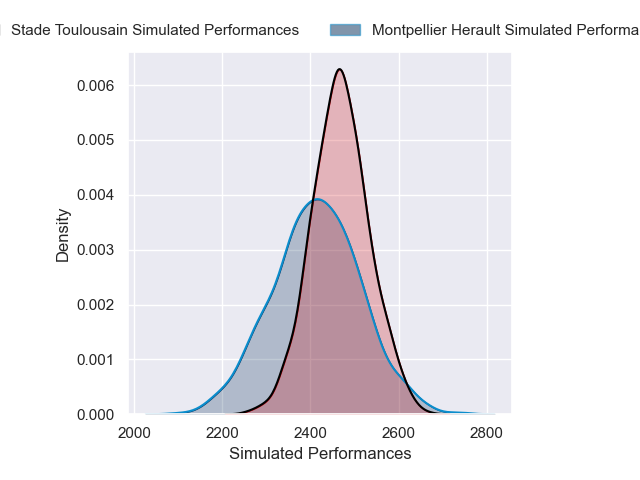 Stade Toulousain Simulated Performances
Montpellier Herault Simulated Performa
0.006
0.005
0.004
0.003
0.002
0.001
0.000
Density
2000 2200 2400 2600 2800
Simulated Performances